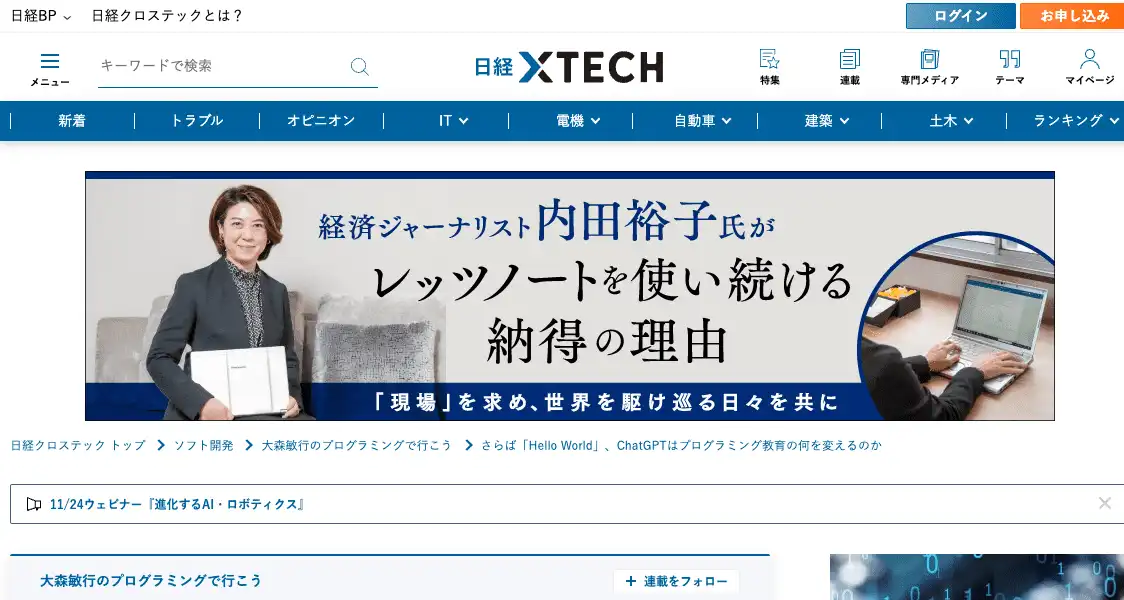 日経BP
日経クロステックとは？
ログイン
お申し込み
メニュー
キーワードで検索
日経 XTECH
特集
連載
専門メディア
テーマ
マイページ
新着
トラブル
オピニオン
IT
電機
自動車
建築
土木
ランキング
経済ジャーナリスト内田裕子氏が
レッツノートを使い続ける
納得の理由
「現場」を求め、世界を駆け巡る日々を共に
日経クロステック トップ
ソフト開発
大森敏行のプログラミングで行こう
さらば「Hello World」、ChatGPTはプログラミング教育の何を変えるのか
11/24ウェビナー『進化するAI・ロボティクス』
大森敏行のプログラミングで行こう
＋ 連載をフォロー